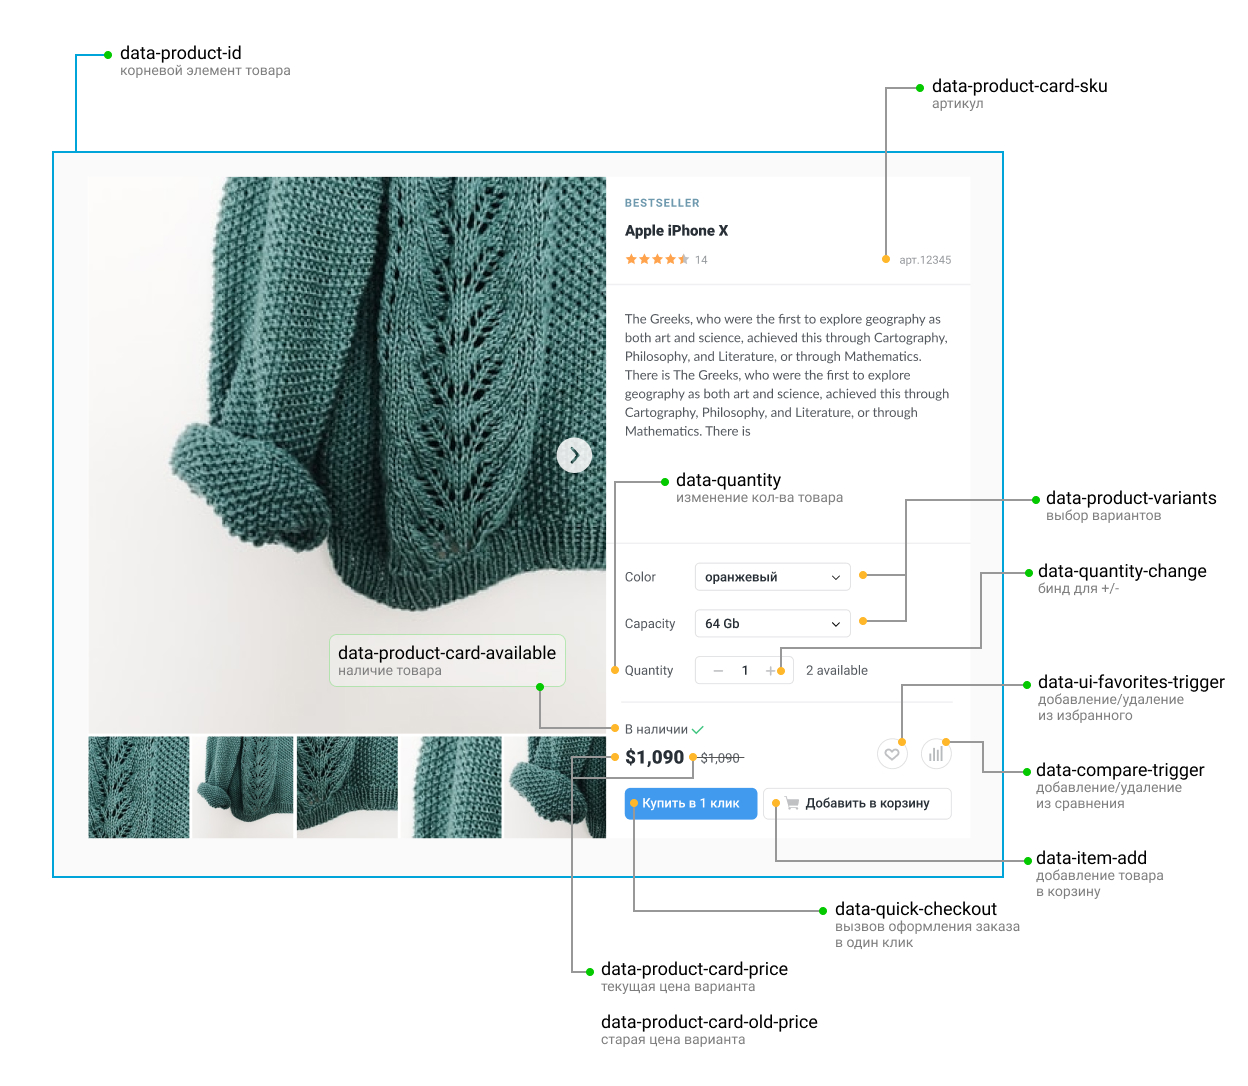 data-product-id
корневой элемент товара
data-product-card-sku
артикул
BESTSELLER
Apple iPhone X
14
арт.12345
The Greeks, who were the first to explore geography as
both art and science, achieved this through Cartography,
Philosophy, and Literature, or through Mathematics.
There is The Greeks, who were the first to explore
geography as both art and science, achieved this through
Cartography, Philosophy, and Literature, or through
Mathematics. There is
data-quantity
изменение кол-ва товара
data-product-variants
выбор вариантов
Color
оранжевый
data-quantity-change
бинд для +/-
Capacity
64 Gb
data-product-card-available
наличие товара
Quantity
− 1 +
2 available
data-ui-favorites-trigger
добавление/удаление
из избранного
В наличии
$1,090
$1,090
data-compare-trigger
добавление/удаление
из сравнения
Купить в 1 клик
Добавить в корзину
data-item-add
добавление товара
в корзину
data-quick-checkout
вызвов оформления заказа
в один клик
data-product-card-price
текущая цена варианта
data-product-card-old-price
старая цена варианта